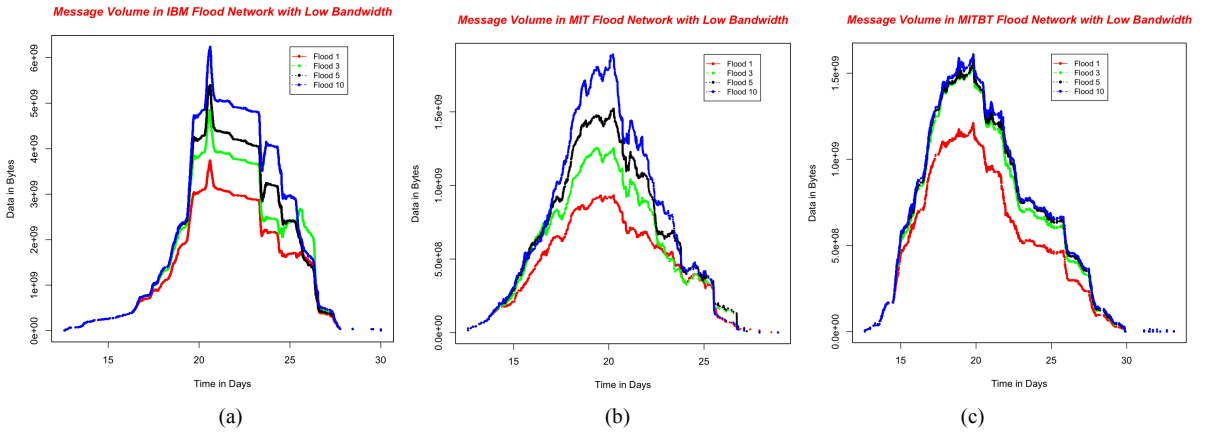 Message Volume in IBM Flood Network with Low Bandwidth
Data in Bytes
0e+00
1e+09
2e+09
3e+09
4e+09
5e+09
6e+09
Flood 1
Flood 3
Flood 5
Flood 10
15
20
25
30
Time in Days
(a)
Message Volume in MIT Flood Network with Low Bandwidth
Data in Bytes
0.0e+00
5.0e+08
1.0e+09
1.5e+09
Flood 1
Flood 3
Flood 5
Flood 10
15
20
25
Time in Days
(b)
Message Volume in MITBT Flood Network with Low Bandwidth
Data in Bytes
0.0e+00
5.0e+08
1.0e+09
1.5e+09
Flood 1
Flood 3
Flood 5
Flood 10
15
20
25
30
Time in Days
(c)